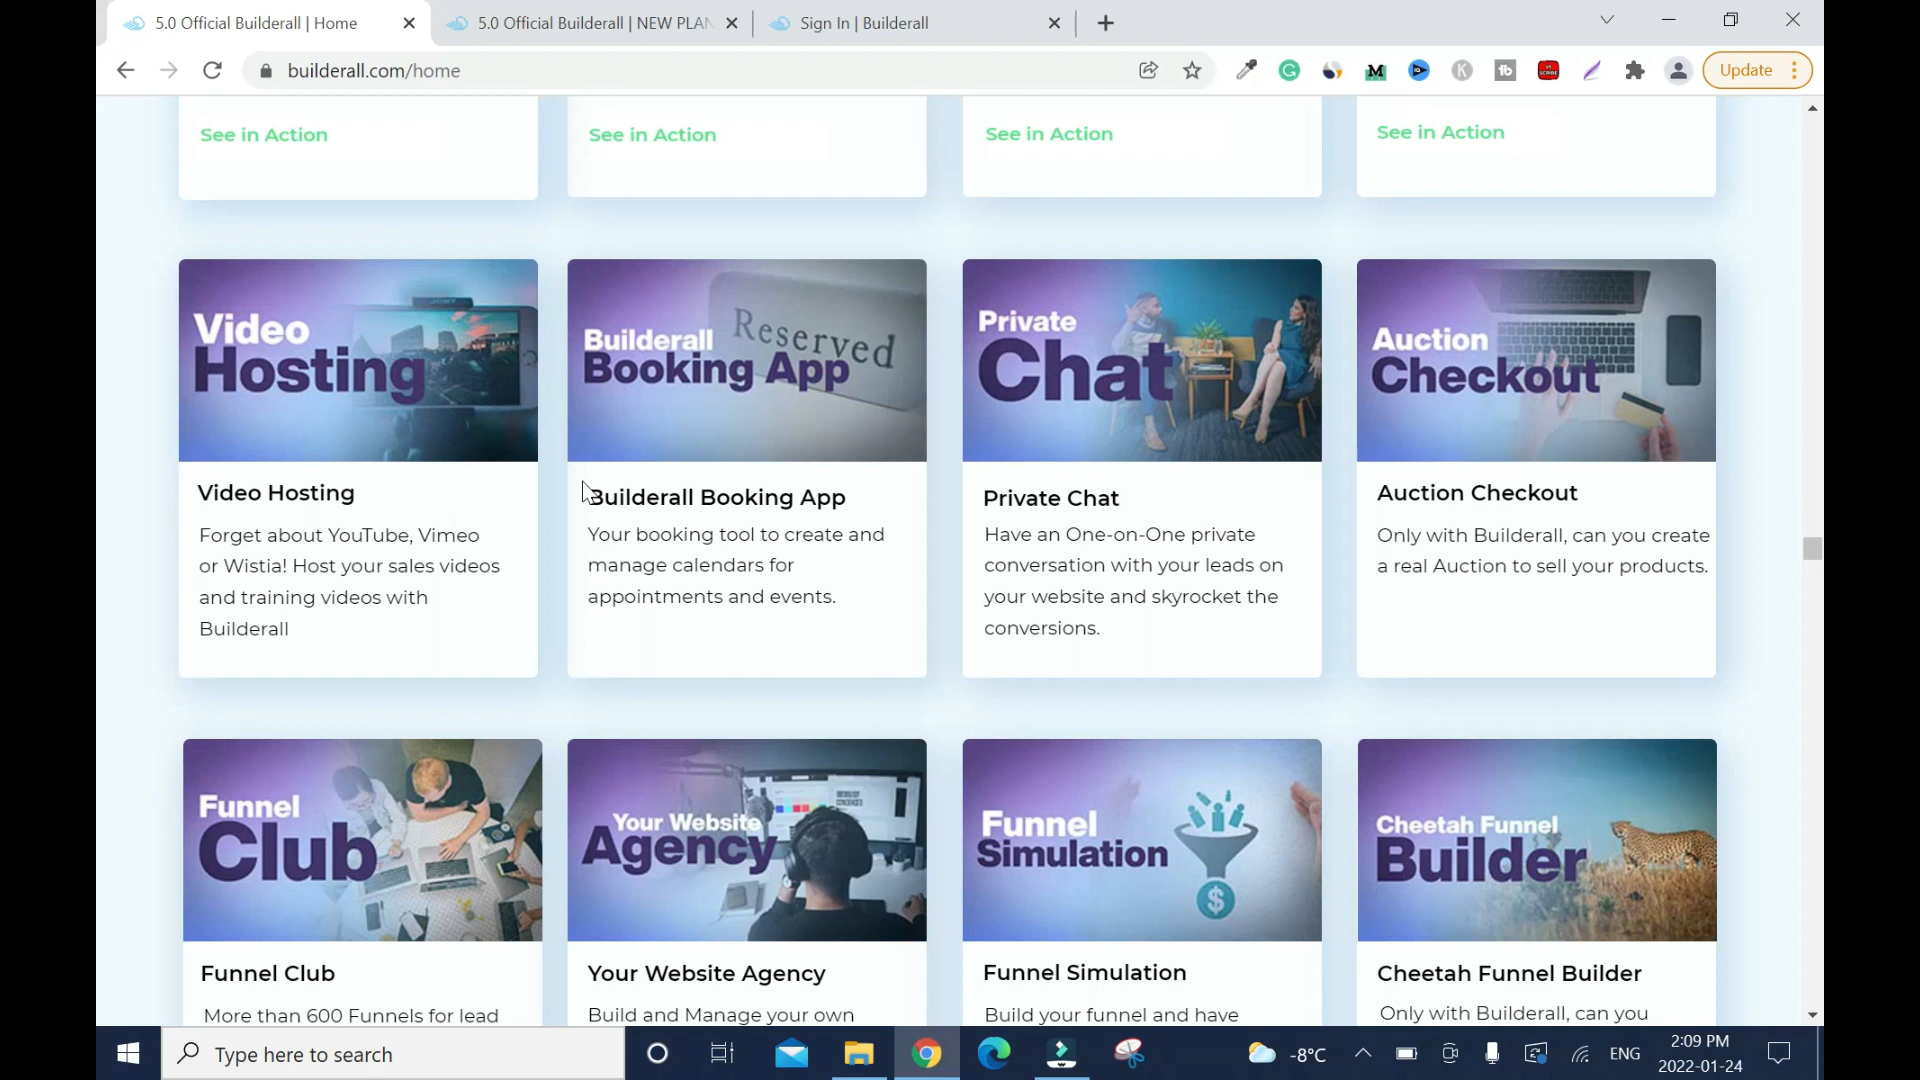 5.0 Official Builderall | Home
5.0 Official Builderall | NEW PLAN
Sign In | Builderall
builderall.com/home
Update
See in Action
See in Action
See in Action
See in Action
Video
Hosting
Builderall
Booking App
Reserved
Private
Chat
Auction
Checkout
Video Hosting
Forget about YouTube, Vimeo
or Wistia! Host your sales videos
and training videos with
Builderall
Builderall Booking App
Your booking tool to create and
manage calendars for
appointments and events.
Private Chat
Have an One-on-One private
conversation with your leads on
your website and skyrocket the
conversions.
Auction Checkout
Only with Builderall, can you create
a real Auction to sell your products.
Funnel
Club
Your Website
Agency
Funnel
Simulation
$
Cheetah Funnel
Builder
Funnel Club
More than 600 Funnels for lead
Your Website Agency
Build and Manage your own
Funnel Simulation
Build your funnel and have
Cheetah Funnel Builder
Only with Builderall, can you
Type here to search
-8°C
ENG
2:09 PM
2022-01-24